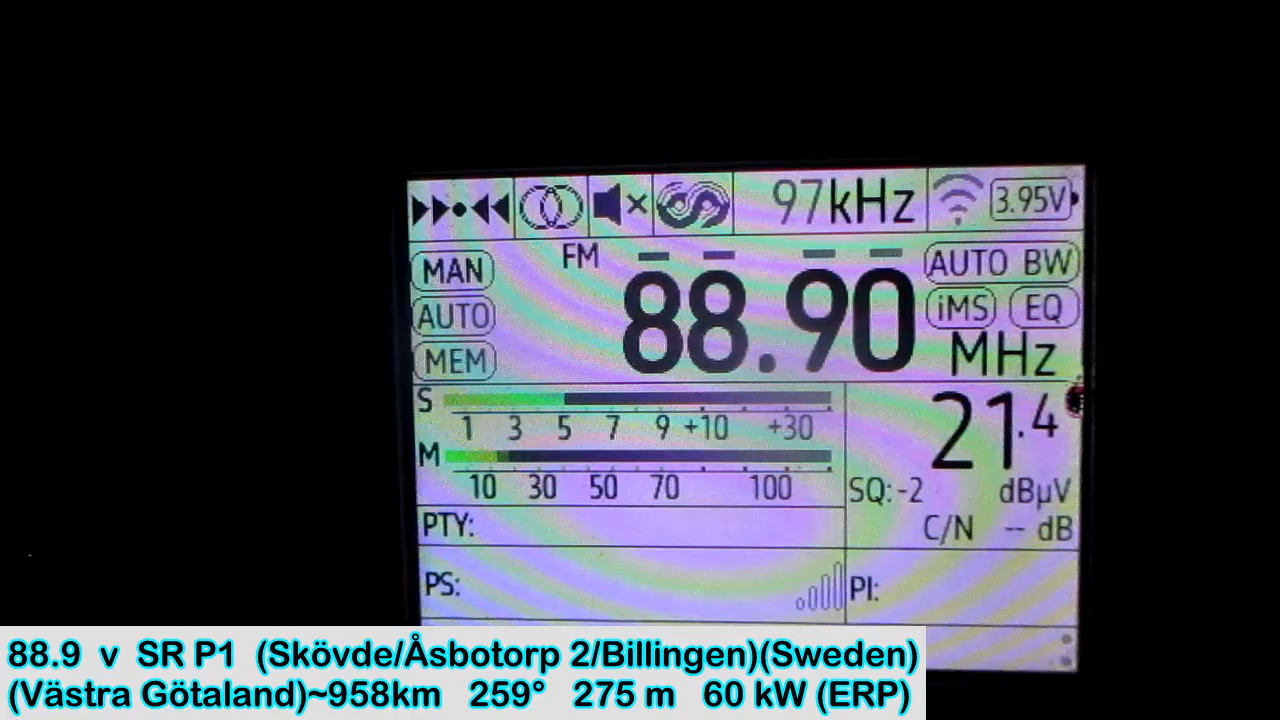 97kHz 3.95V
FM AUTO BW
MAN 88.90 iMS EQ
AUTO MHz
MEM
S
1 3 5 7 9 +10 +30 21.4
M
10 30 50 70 100 SQ:-2 dBµV
PTY: C/N -- dB
PS: PI:
88.9 v SR P1 (Skövde/Åsbotorp 2/Billingen)(Sweden)
(Västra Götaland)~958km 259° 275 m 60 kW (ERP)